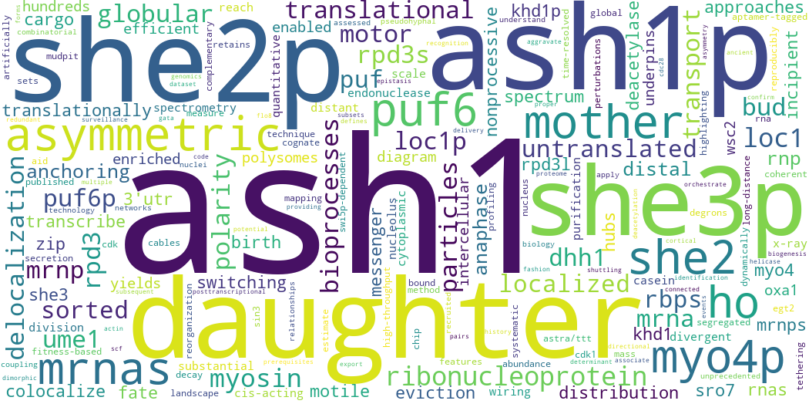 ash1
she2p
ash1p
daughter
she3p
asymmetric
mother
puf6
mrnas
she2
myo4p
ho
translational
globular
motor
puf
rpd3s
khd1p
approaches
hundreds
cargo
efficient
enabled
reach
translationally
spectrometry
endonuclease
spectrum
nonprocessive
deacetylase
underpins
transport
incipient
bud
loc1
loc1p
untranslated
rnp
wsc2
anchoring
enriched
polysomes
diagram
rpd3l
distal
delocalization
puf6p
3'utr
transcribe
polarity
bioprocesses
messenger
particles
intercellular
anaphase
cytoplasmic
nucleolus
purification
hubs
dhh1
degrons
x-ray
zip
rpd3
cdk
birth
mrnp
she3
switching
localized
rbps
mrna
khd1
myo4
oxa1
mrnps
sorted
yields
ume1
division
fitness-based
substantial
colocalize
fate
myosin
cis-acting
motile
eviction
ribonucleoprotein
distribution
wiring
sro7
rnas
divergent
segregated
casein
cdk1
astra/ttt
abundance
features
systematic
high-throughput
estimate
relationships
reorganization
sin3
posttranscriptional
landscape
decay
coupling
dimorphic
scf
actin
cables
secretion
published
technology
networks
mapping
providing
subsets
cognate
technique
quantitative
complementary
retains
measure
distant
scale
mudpit
sets
dataset
genomics
surveillance
gata
artificially
combinatorial
pseudohyphal
assessed
recognition
epistasis
defines
understand
global
time-resolved
aggravate
perturbations
cdc28
aptamer-tagged
reproducibly
highlighting
asymmetry
ancient
confirm
rna
proper
delivery
long-distance
dynamically
coherent
biogenesis
helicase
identification
cortical
orchestrate
apply
proteome
nucleus
profiling
biology
fashion
shuttling
connected
events
determinant
associate
mass
unprecedented
directional
tethering
egt2
swi5p-dependent
bound
method
chip
recruited
pairs
history
export
potential
subsequent
multiple
code
nuclei
aid